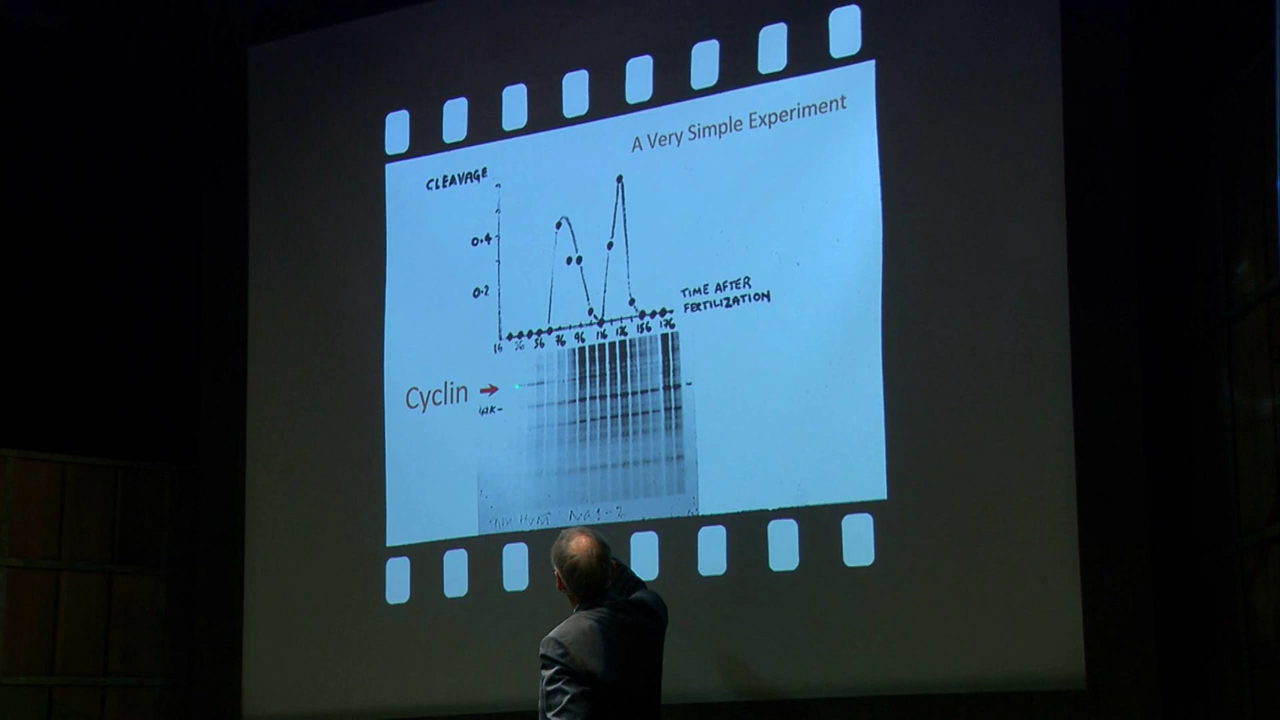 A Very Simple Experiment
CLEAVAGE
0.4
0.2
TIME AFTER
FERTILIZATION
16 36 56 76 96 116 136 156 176
Cyclin
42K-